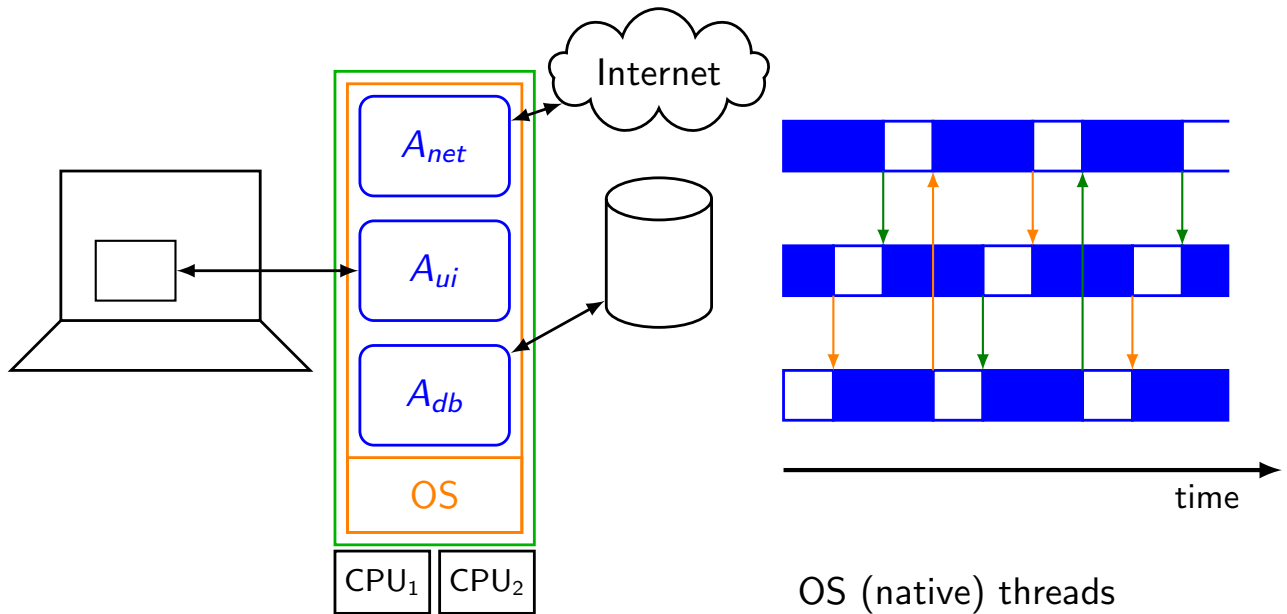 Internet
A_net
A_ui
A_db
OS
CPU₁ CPU₂
time
OS (native) threads